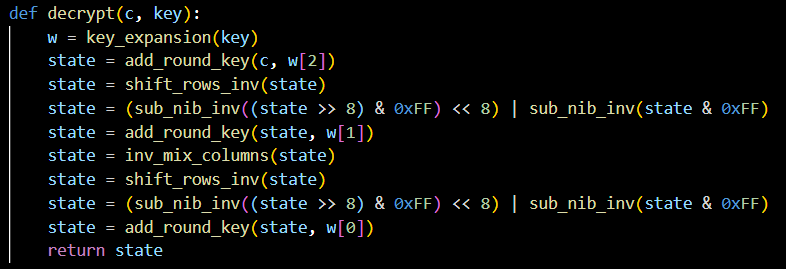 def decrypt(c, key):
    w = key_expansion(key)
    state = add_round_key(c, w[2])
    state = shift_rows_inv(state)
    state = (sub_nib_inv((state >> 8) & 0xFF) << 8) | sub_nib_inv(state & 0xFF)
    state = add_round_key(state, w[1])
    state = inv_mix_columns(state)
    state = shift_rows_inv(state)
    state = (sub_nib_inv((state >> 8) & 0xFF) << 8) | sub_nib_inv(state & 0xFF)
    state = add_round_key(state, w[0])
    return state